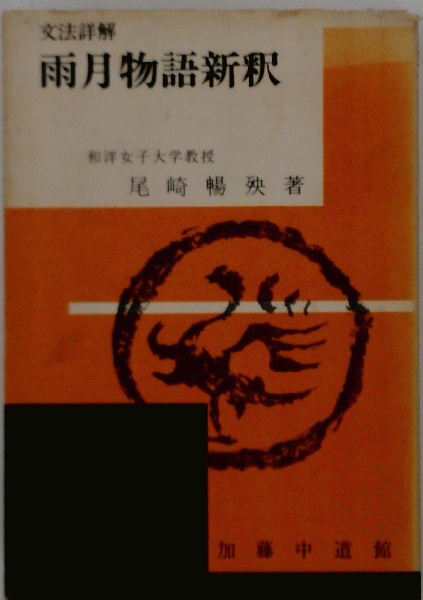 文法詳解
雨月物語新釈
和洋女子大学教授
尾崎暢殃著
加藤中道館